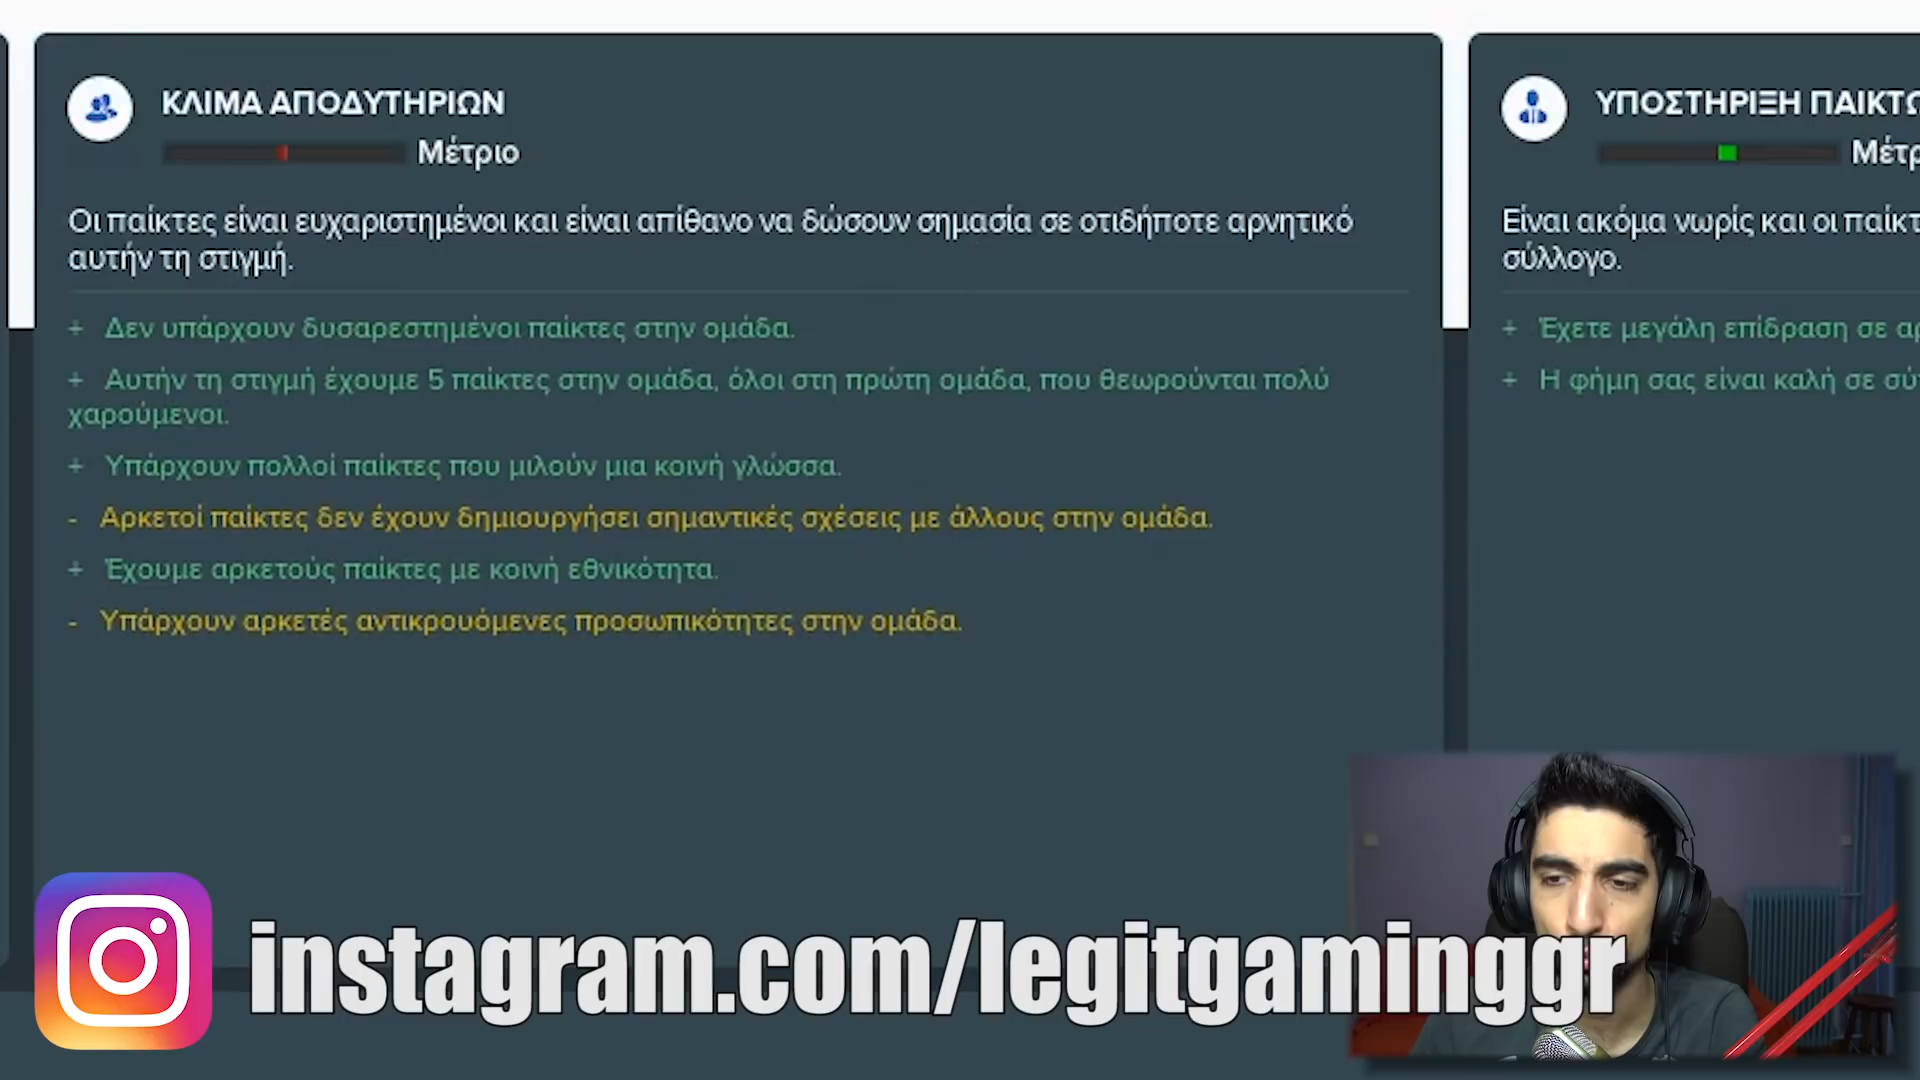 ΚΛΙΜΑ ΑΠΟΔΥΤΗΡΙΩΝ
Μέτριο
Οι παίκτες είναι ευχαριστημένοι και είναι απίθανο να δώσουν σημασία σε οτιδήποτε αρνητικό
αυτήν τη στιγμή.
+ Δεν υπάρχουν δυσαρεστημένοι παίκτες στην ομάδα.
+ Αυτήν τη στιγμή έχουμε 5 παίκτες στην ομάδα, όλοι στη πρώτη ομάδα, που θεωρούνται πολύ
χαρούμενοι.
+ Υπάρχουν πολλοί παίκτες που μιλούν μια κοινή γλώσσα.
- Αρκετοί παίκτες δεν έχουν δημιουργήσει σημαντικές σχέσεις με άλλους στην ομάδα.
+ Έχουμε αρκετούς παίκτες με κοινή εθνικότητα.
- Υπάρχουν αρκετές αντικρουόμενες προσωπικότητες στην ομάδα.
ΥΠΟΣΤΗΡΙΞΗ
Είναι ακόμα νωρίς και οι
σύλλογο.
+ Έχετε μεγάλη επίδραση σε
+ Η φήμη σας είναι καλή σε
instagram.com/legitgaminggr